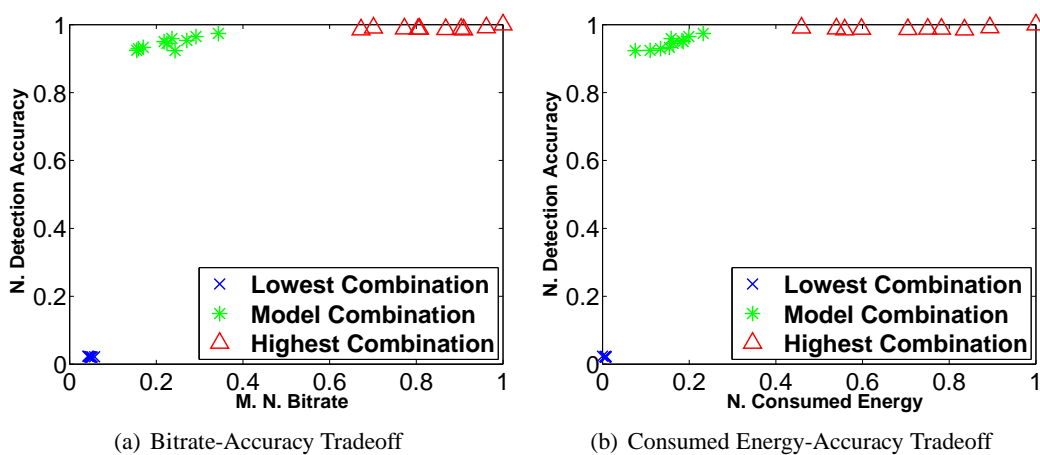 1
0.8
0.6
0.4
0.2
0
N. Detection Accuracy
Lowest Combination
Model Combination
Highest Combination
0 0.2 0.4 0.6 0.8 1
M. N. Bitrate
(a) Bitrate-Accuracy Tradeoff
1
0.8
0.6
0.4
0.2
0
N. Detection Accuracy
Lowest Combination
Model Combination
Highest Combination
0 0.2 0.4 0.6 0.8 1
N. Consumed Energy
(b) Consumed Energy-Accuracy Tradeoff